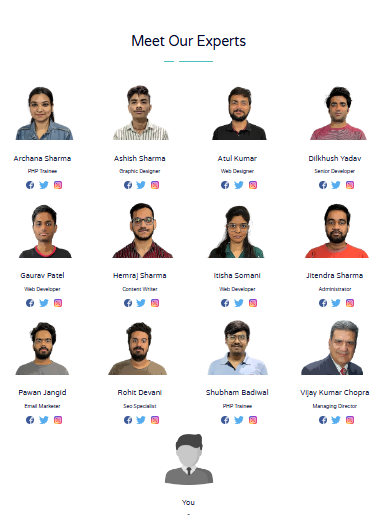 Meet Our Experts
Archana Sharma
PHP Trainee
Ashish Sharma
Graphic Designer
Atul Kumar
Web Designer
Dilkhush Yadav
Senior Developer
Gaurav Patel
Web Developer
Hemraj Sharma
Content Writer
Itisha Somani
Web Developer
Jitendra Sharma
Administrator
Pawan Jangid
Email Marketer
Rohit Devani
Seo Specialist
Shubham Badiwal
PHP Trainee
Vijay Kumar Chopra
Managing Director
You